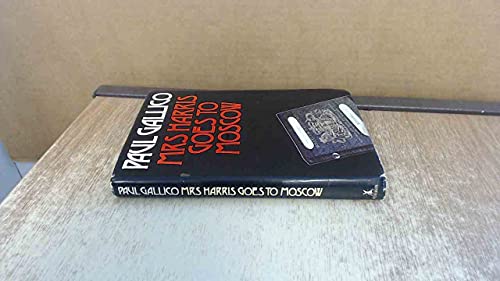 PAUL GALLICO
MRS HARRIS
GOES TO
MOSCOW
PAUL GALLICO MRS HARRIS GOES TO MOSCOW